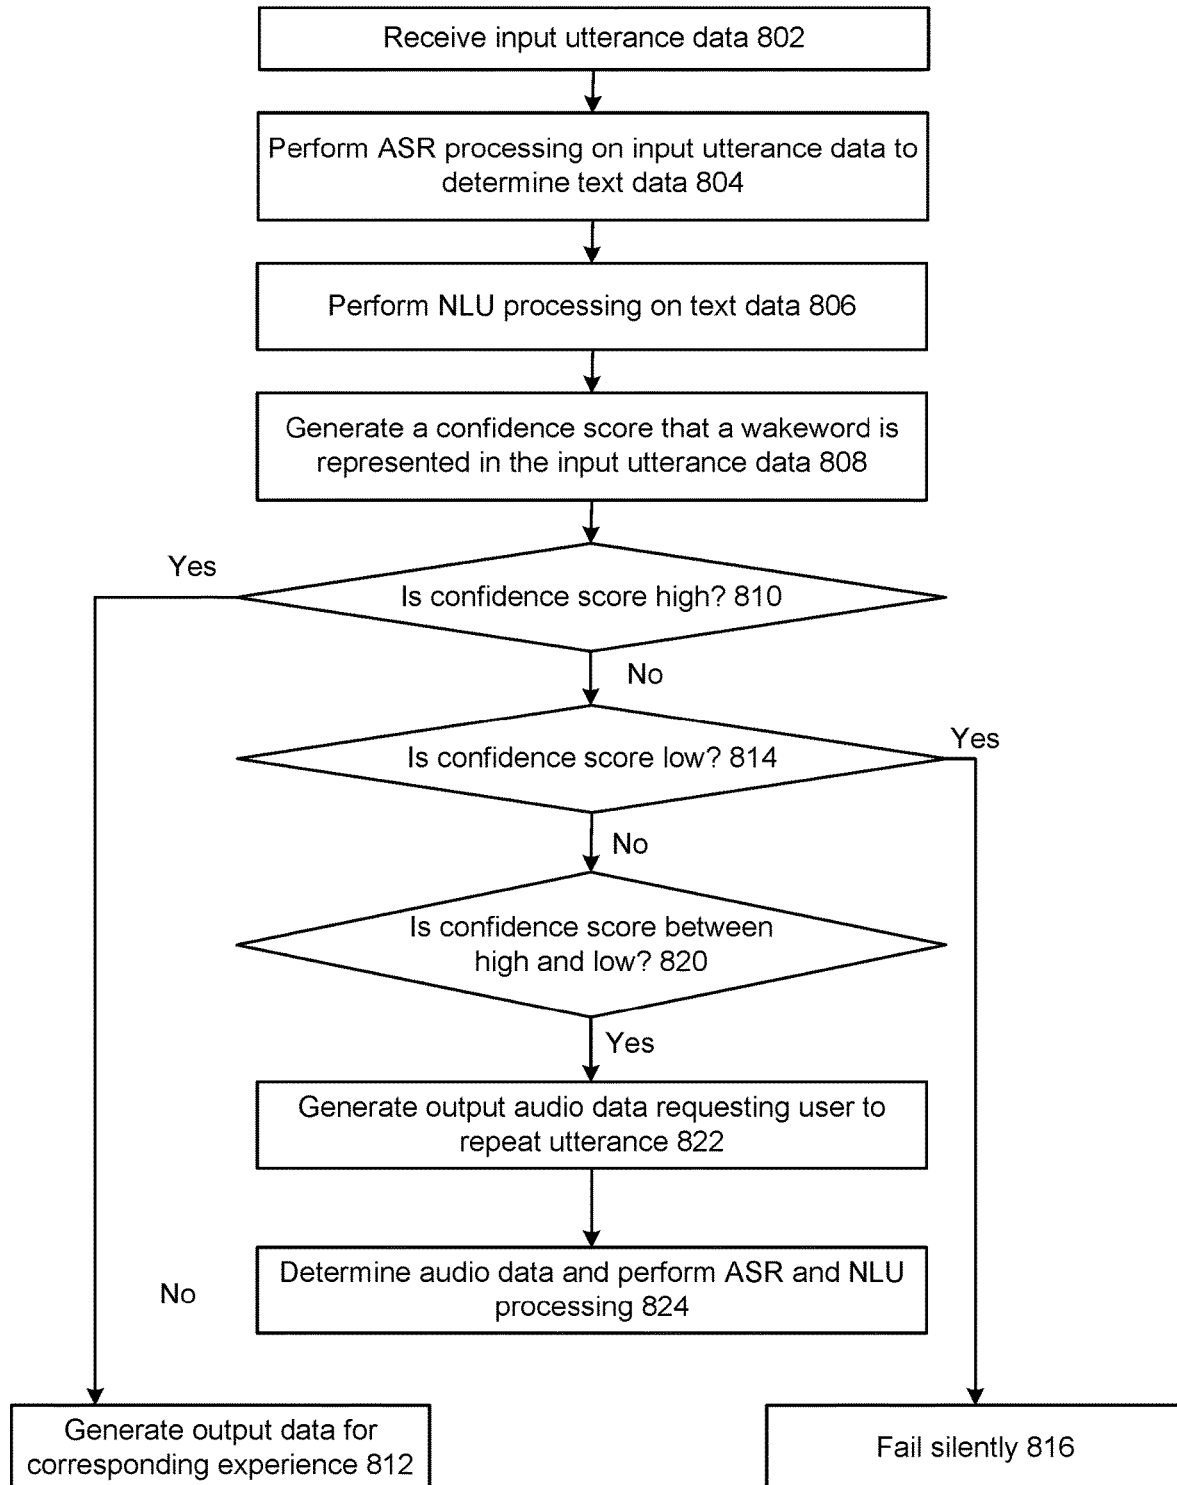 Receive input utterance data 802
Perform ASR processing on input utterance data to
determine text data 804
Perform NLU processing on text data 806
Generate a confidence score that a wakeword is
represented in the input utterance data 808
Yes
Is confidence score high? 810
No
Is confidence score low? 814
Yes
No
Is confidence score between
high and low? 820
Yes
Generate output audio data requesting user to
repeat utterance 822
Determine audio data and perform ASR and NLU
processing 824
No
Generate output data for
corresponding experience 812
Fail silently 816